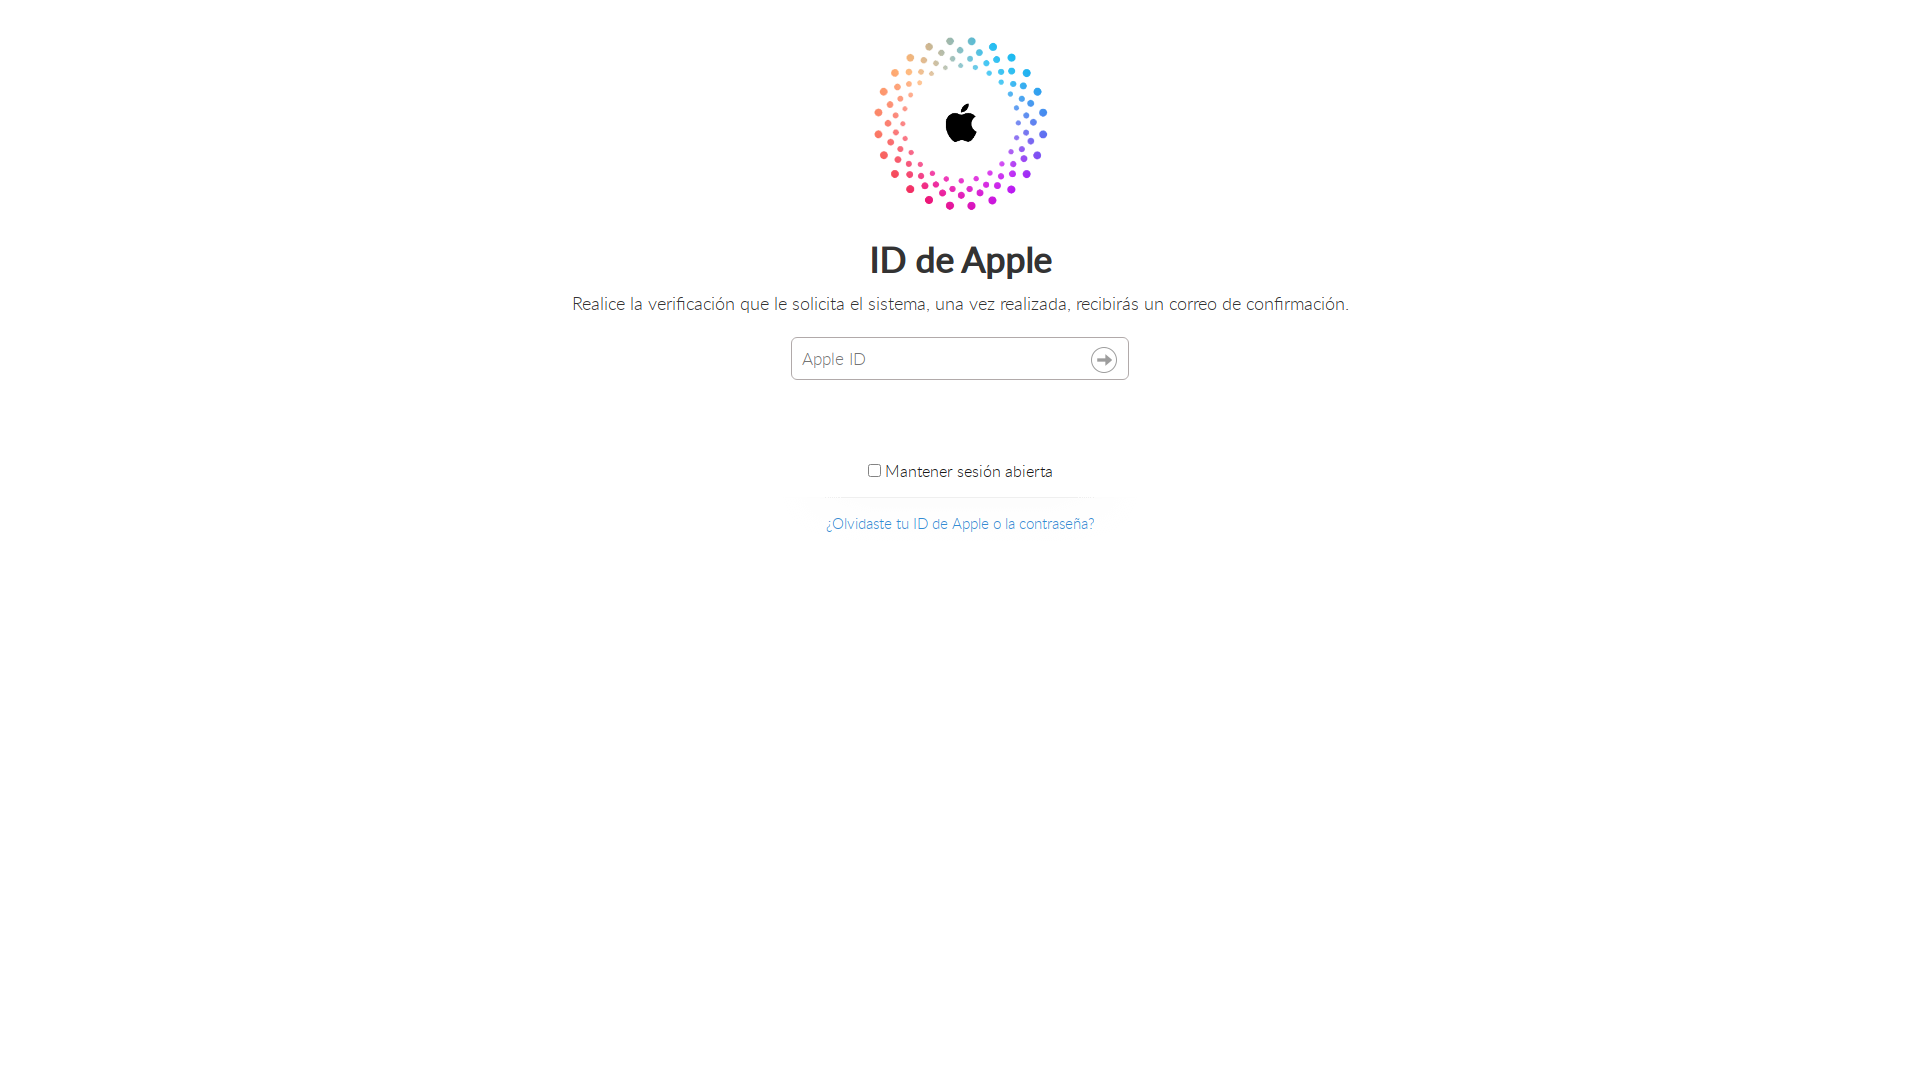 ID de Apple
Realice la verificación que le solicita el sistema, una vez realizada, recibirás un correo de confirmación.
Apple ID
Mantener sesión abierta
¿Olvidaste tu ID de Apple o la contraseña?